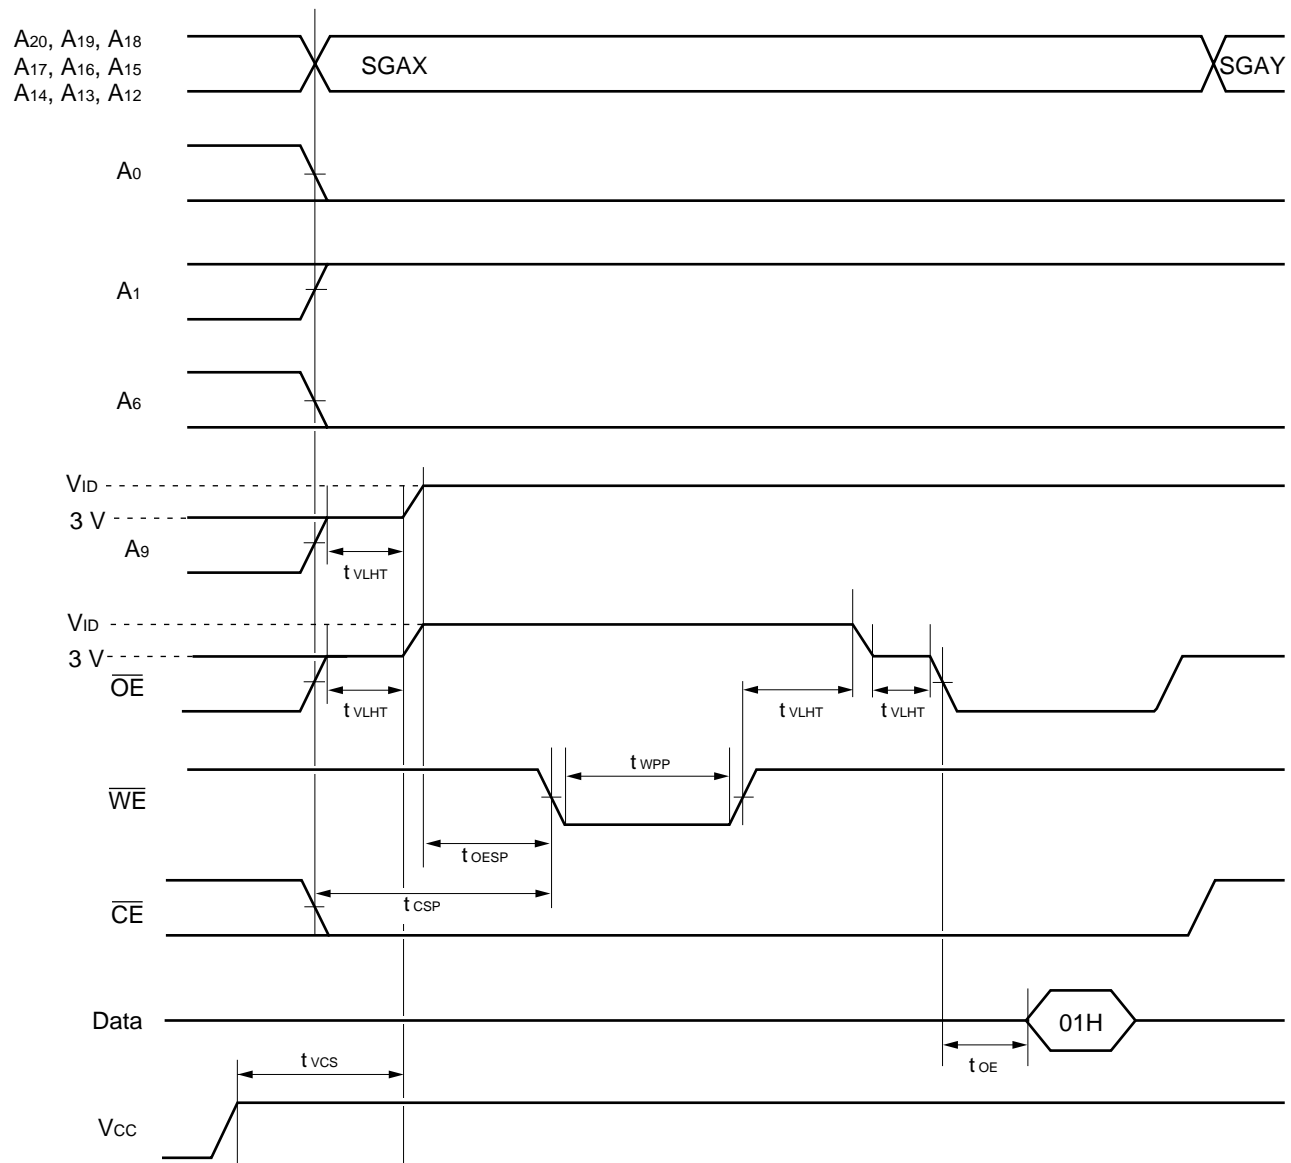 A20, A19, A18
A17, A16, A15
A14, A13, A12
SGAX
SGAY
A0
A1
A6
VID
3 V
A9
t VLHT
VID
3 V
OE
t VLHT
t VLHT
t VLHT
WE
t WPP
t OESP
CE
t CSP
Data
01H
t OE
t VCS
VCC